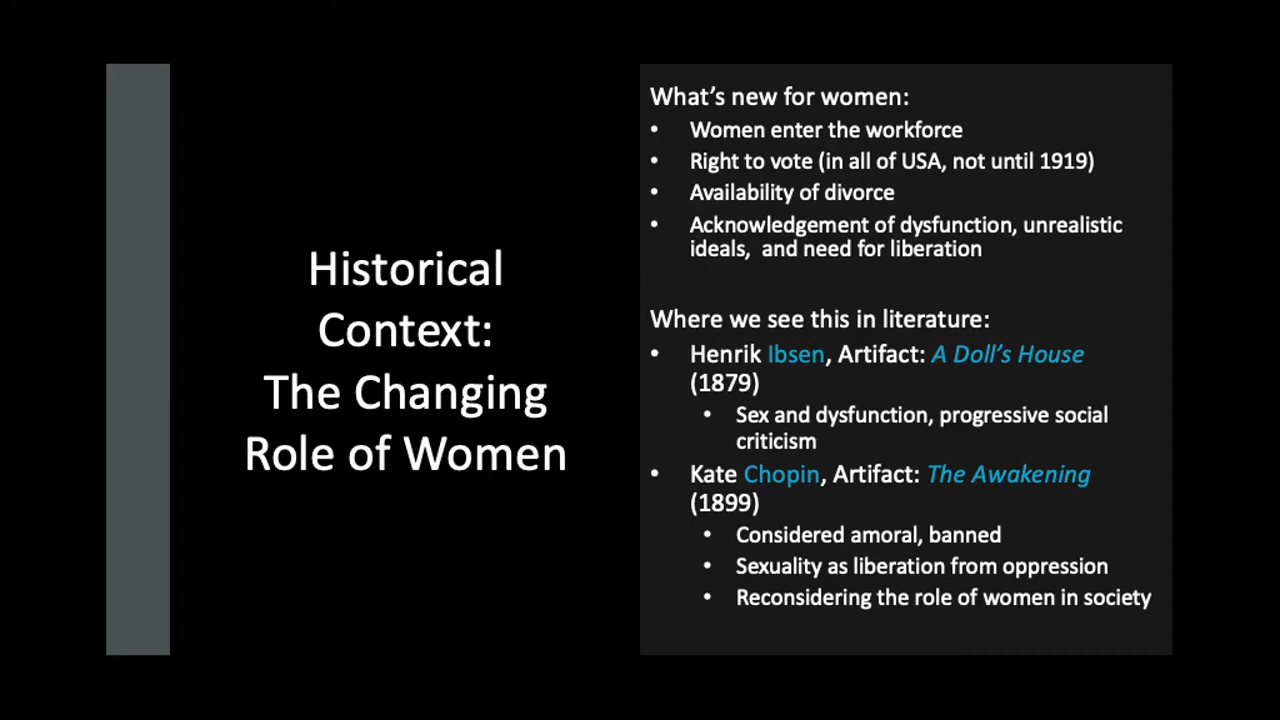 Historical
Context:
The Changing
Role of Women
What's new for women:
• Women enter the workforce
• Right to vote (in all of USA, not until 1919)
• Availability of divorce
• Acknowledgement of dysfunction, unrealistic
ideals,  and need for liberation
Where we see this in literature:
• Henrik Ibsen, Artifact: A Doll's House
(1879)
• Sex and dysfunction, progressive social
criticism
• Kate Chopin, Artifact: The Awakening
(1899)
• Considered amoral, banned
• Sexuality as liberation from oppression
• Reconsidering the role of women in society